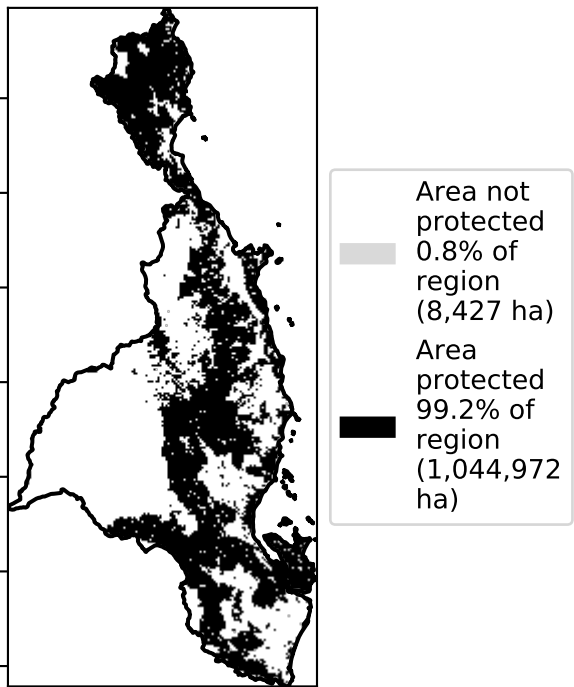 Area not
protected
0.8% of
region
(8,427 ha)
Area
protected
99.2% of
region
(1,044,972
ha)